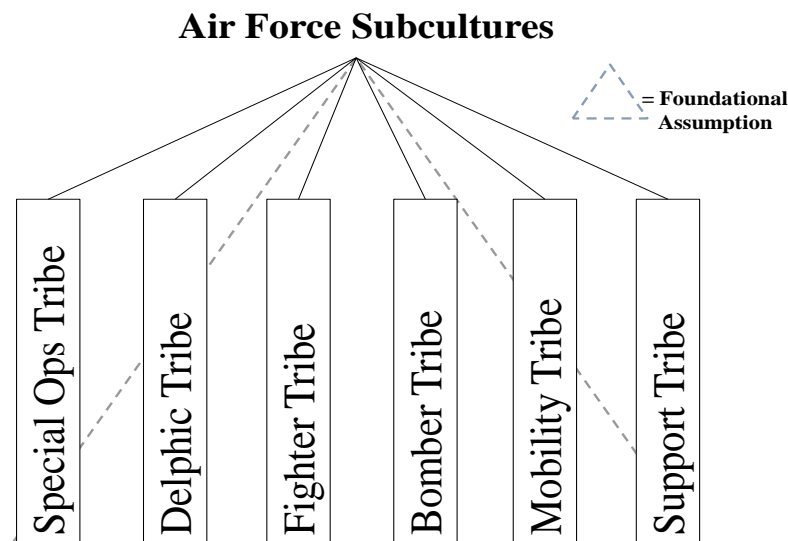 Air Force Subcultures
= Foundational
Assumption
Special Ops Tribe
Delphic Tribe
Fighter Tribe
Bomber Tribe
Mobility Tribe
Support Tribe